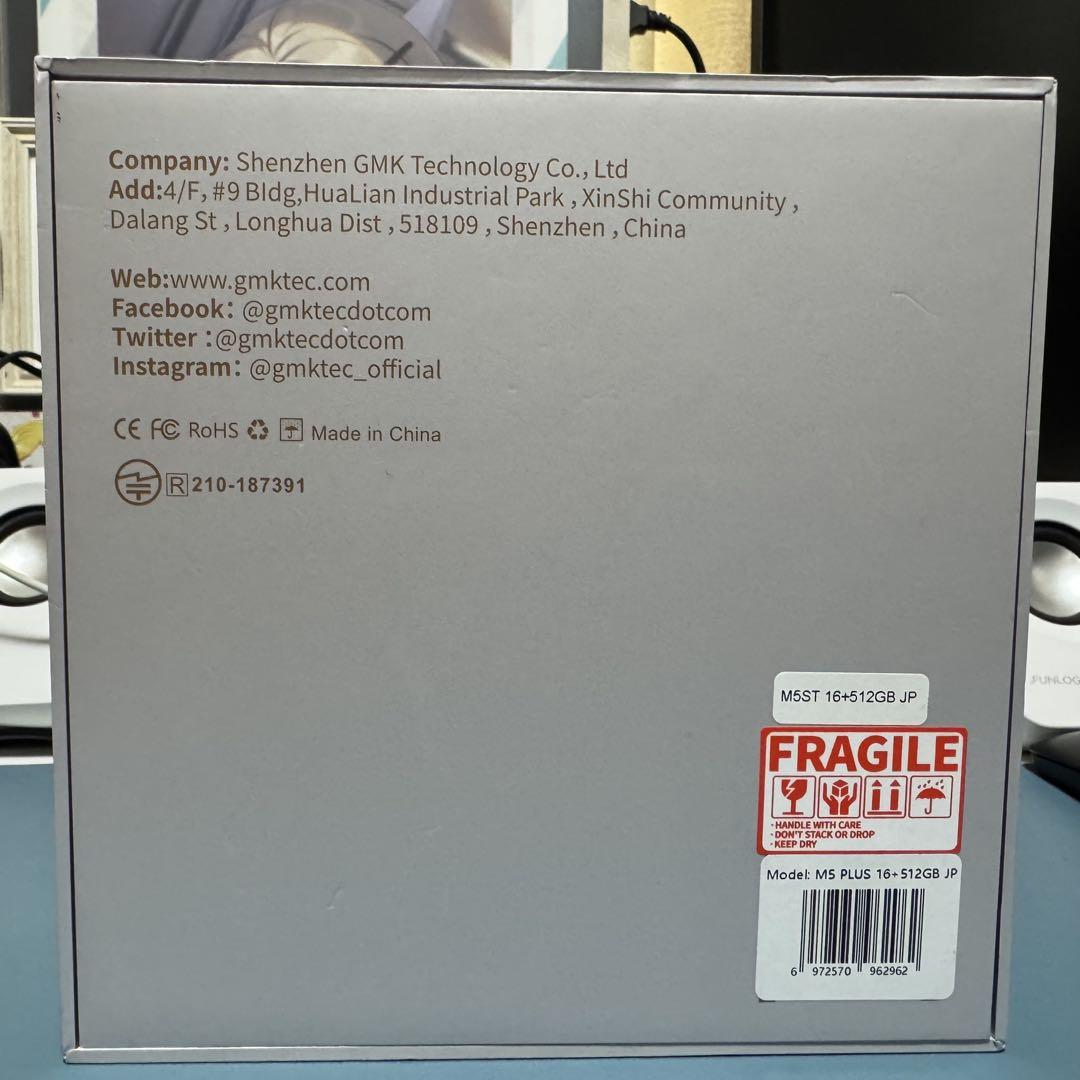 Company: Shenzhen GMK Technology Co., Ltd
Add:4/F, #9 Bldg,HuaLian Industrial Park , XinShi Community ,
Dalang St , Longhua Dist , 518109 , Shenzhen , China
Web:www.gmktec.com
Facebook: @gmktecdotcom
Twitter :@gmktecdotcom
Instagram: @gmktec_official
CE FC RoHS Made in China
R 210-187391
M5ST 16+512GB JP
FRAGILE
· HANDLE WITH CARE
· DON'T STACK OR DROP
· KEEP DRY
Model: M5 PLUS 16+512GB JP
6 972570 962962